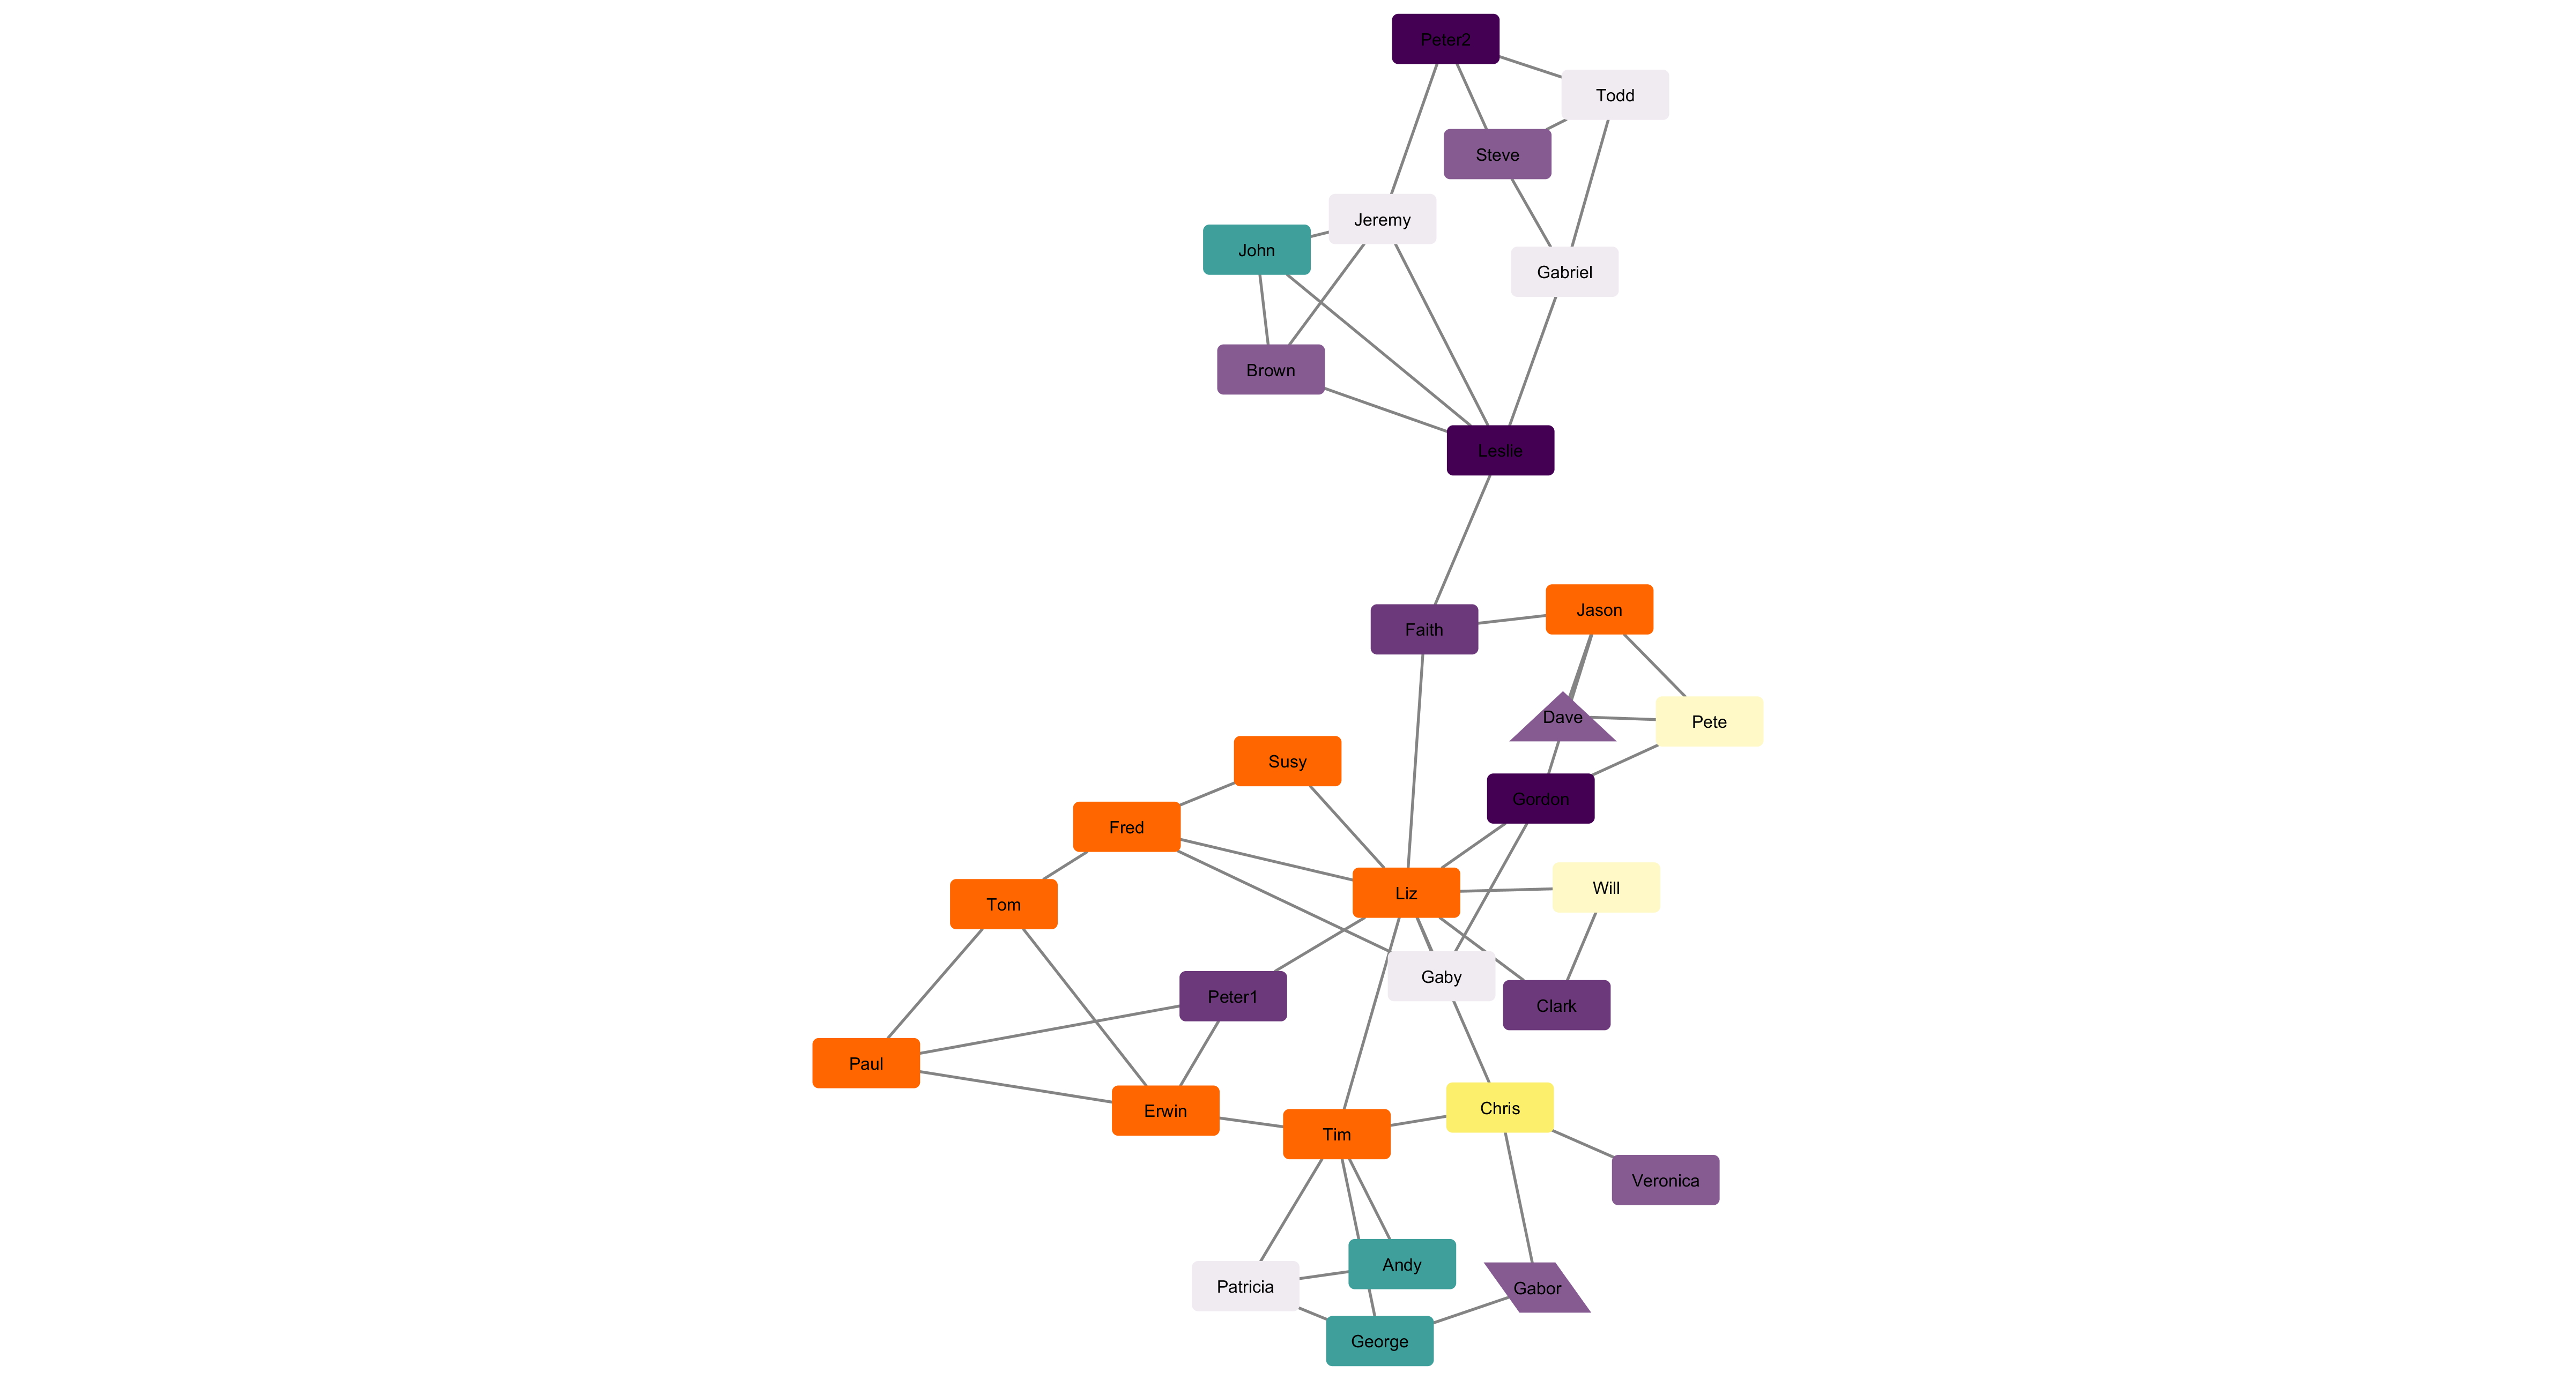 Peter2
Todd
Steve
Jeremy
John
Gabriel
Brown
Leslie
Jason
Faith
Dave
Pete
Susy
Gordon
Fred
Will
Liz
Tom
Gaby
Peter1
Clark
Paul
Chris
Erwin
Tim
Veronica
Andy
Patricia
Gabor
George